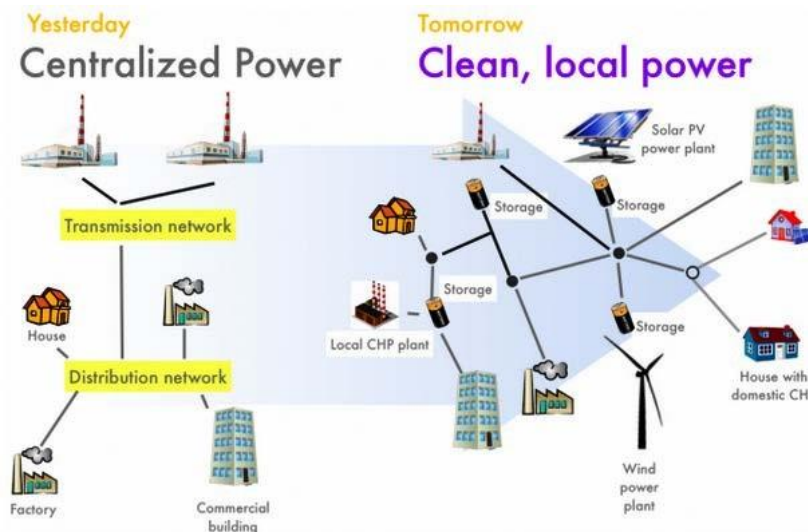 Yesterday
Centralized Power
Transmission network
House
Distribution network
Factory
Commercial
building
Tomorrow
Clean, local power
Solar PV
power plant
Storage
Storage
Storage
Local CHP plant
Storage
House with
domestic CH
Wind
power
plant